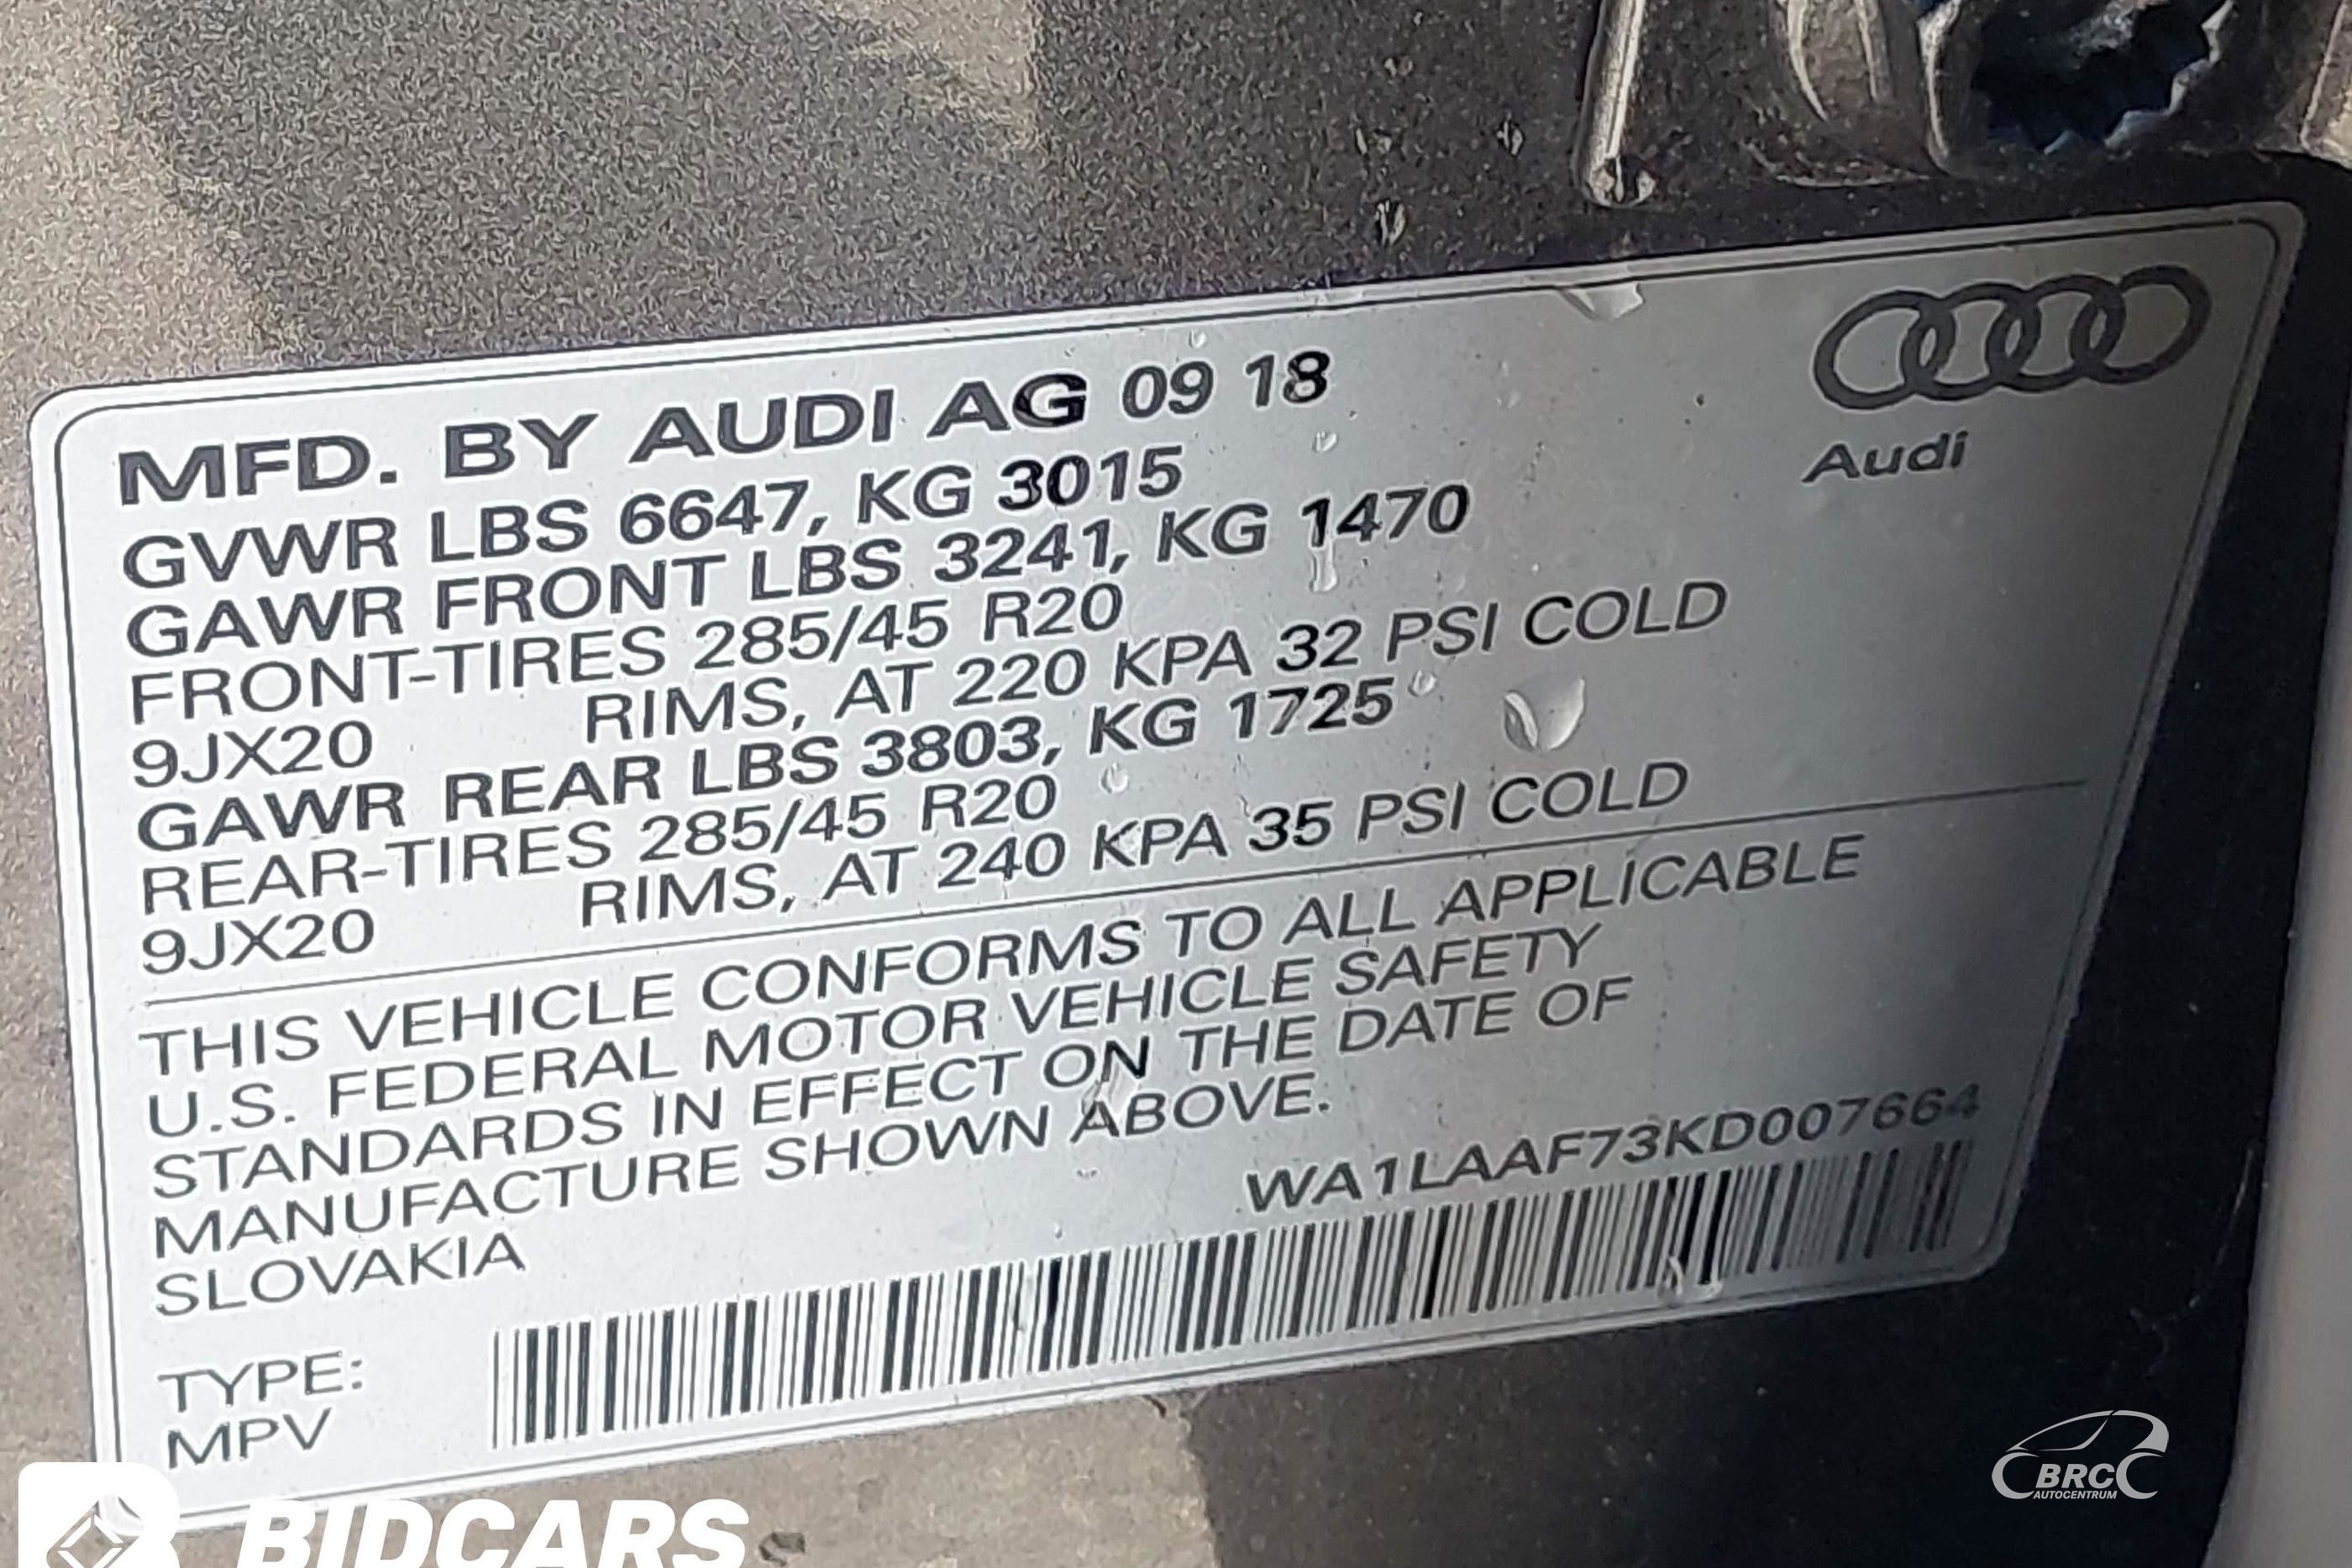 MFD. BY AUDI AG 09 18
Audi
GVWR LBS 6647, KG 3015
GAWR FRONT LBS 3241, KG 1470
FRONT-TIRES 285/45 R20
9JX20 RIMS, AT 220 KPA 32 PSI COLD
GAWR REAR LBS 3803, KG 1725
REAR-TIRES 285/45 R20
9JX20 RIMS, AT 240 KPA 35 PSI COLD
THIS VEHICLE CONFORMS TO ALL APPLICABLE
U.S. FEDERAL MOTOR VEHICLE SAFETY
STANDARDS IN EFFECT ON THE DATE OF
MANUFACTURE SHOWN ABOVE.
SLOVAKIA
WA1LAAF73KD007664
TYPE:
MPV
BIDCARS
BRC
AUTOCENTRUM